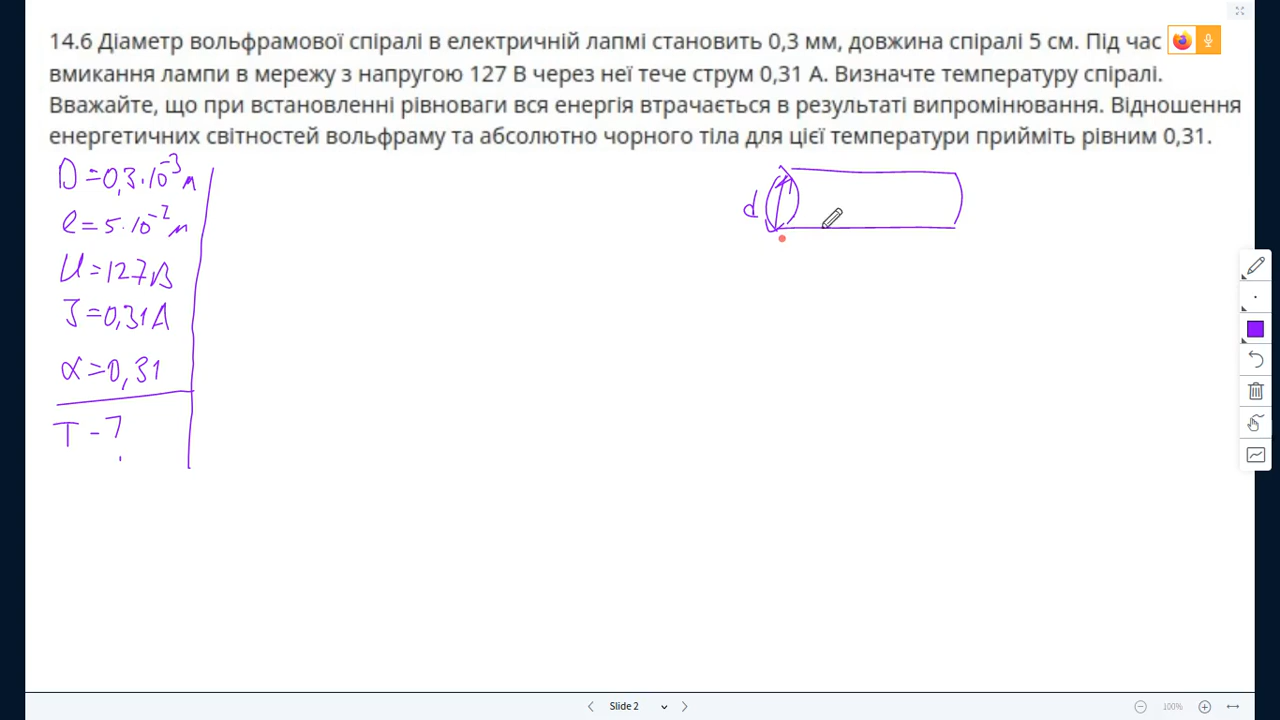 14.6 Діаметр вольфрамової спіралі в електричній лапмі становить 0,3 мм, довжина спіралі 5 см. Під час
вмикання лампи в мережу з напругою 127 В через неї тече струм 0,31 А. Визначте температуру спіралі.
Вважайте, що при встановленні рівноваги вся енергія втрачається в результаті випромінювання. Відношення
енергетичних світностей вольфраму та абсолютно чорного тіла для цієї температури прийміть рівним 0,31.
D = 0,3·10⁻³ м
ℓ = 5·10⁻² м
U = 127 В
I = 0,31 А
α = 0,31
T - ?
d
Slide 2
100%